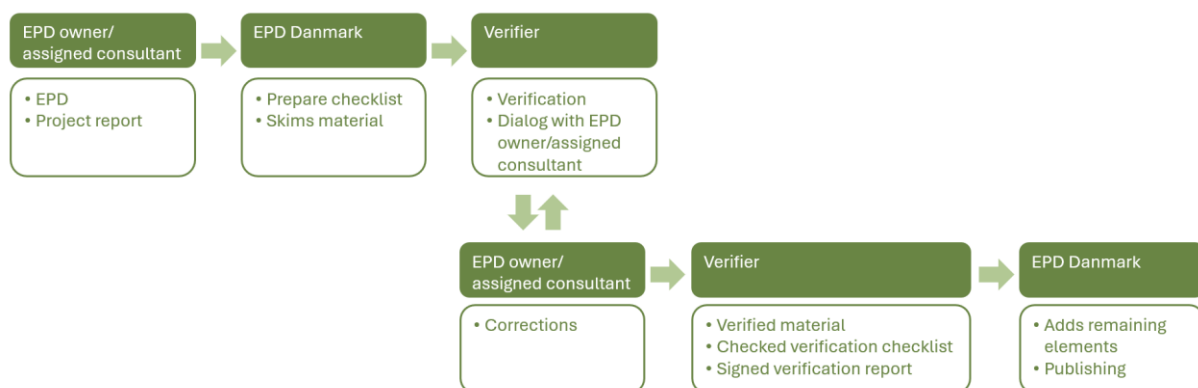 EPD owner/
assigned consultant
• EPD
• Project report
EPD Danmark
• Prepare checklist
• Skims material
Verifier
• Verification
• Dialog with EPD
owner/assigned
consultant
EPD owner/
assigned consultant
• Corrections
Verifier
• Verified material
• Checked verification checklist
• Signed verification report
EPD Danmark
• Adds remaining
elements
• Publishing